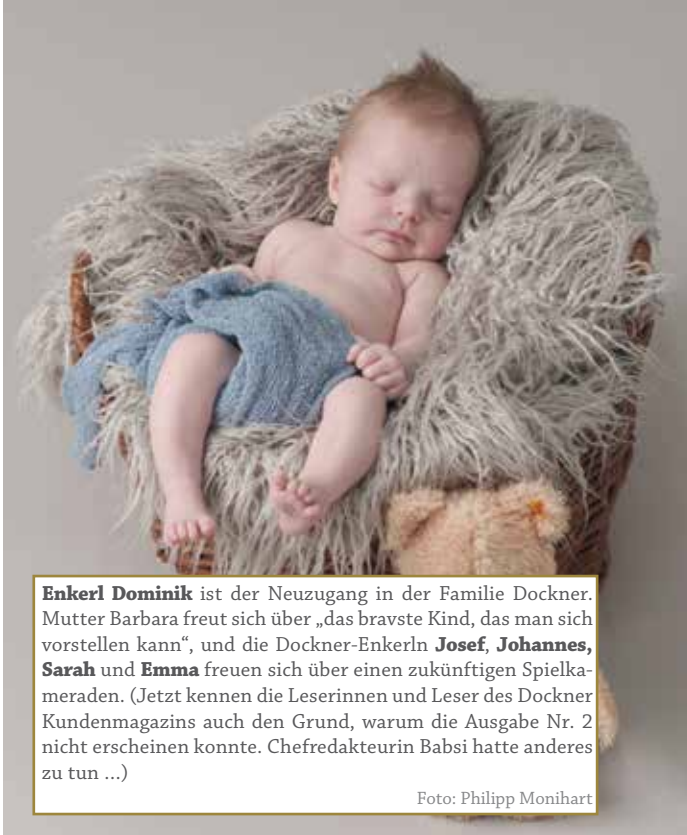 Enkerl Dominik ist der Neuzugang in der Familie Dockner.
Mutter Barbara freut sich über „das bravste Kind, das man sich
vorstellen kann“, und die Dockner-Enkerln Josef, Johannes,
Sarah und Emma freuen sich über einen zukünftigen Spielka-
meraden. (Jetzt kennen die Leserinnen und Leser des Dockner
Kundenmagazins auch den Grund, warum die Ausgabe Nr. 2
nicht erscheinen konnte. Chefredakteurin Babsi hatte anderes
zu tun ...)
Foto: Philipp Monihart